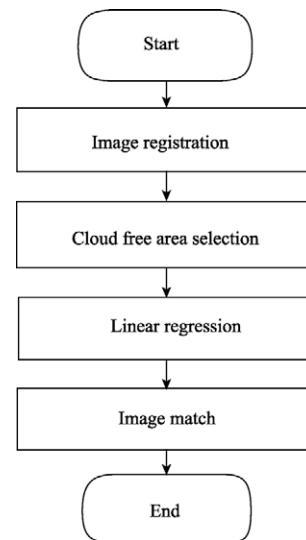 Start
Image registration
Cloud free area selection
Linear regression
Image match
End